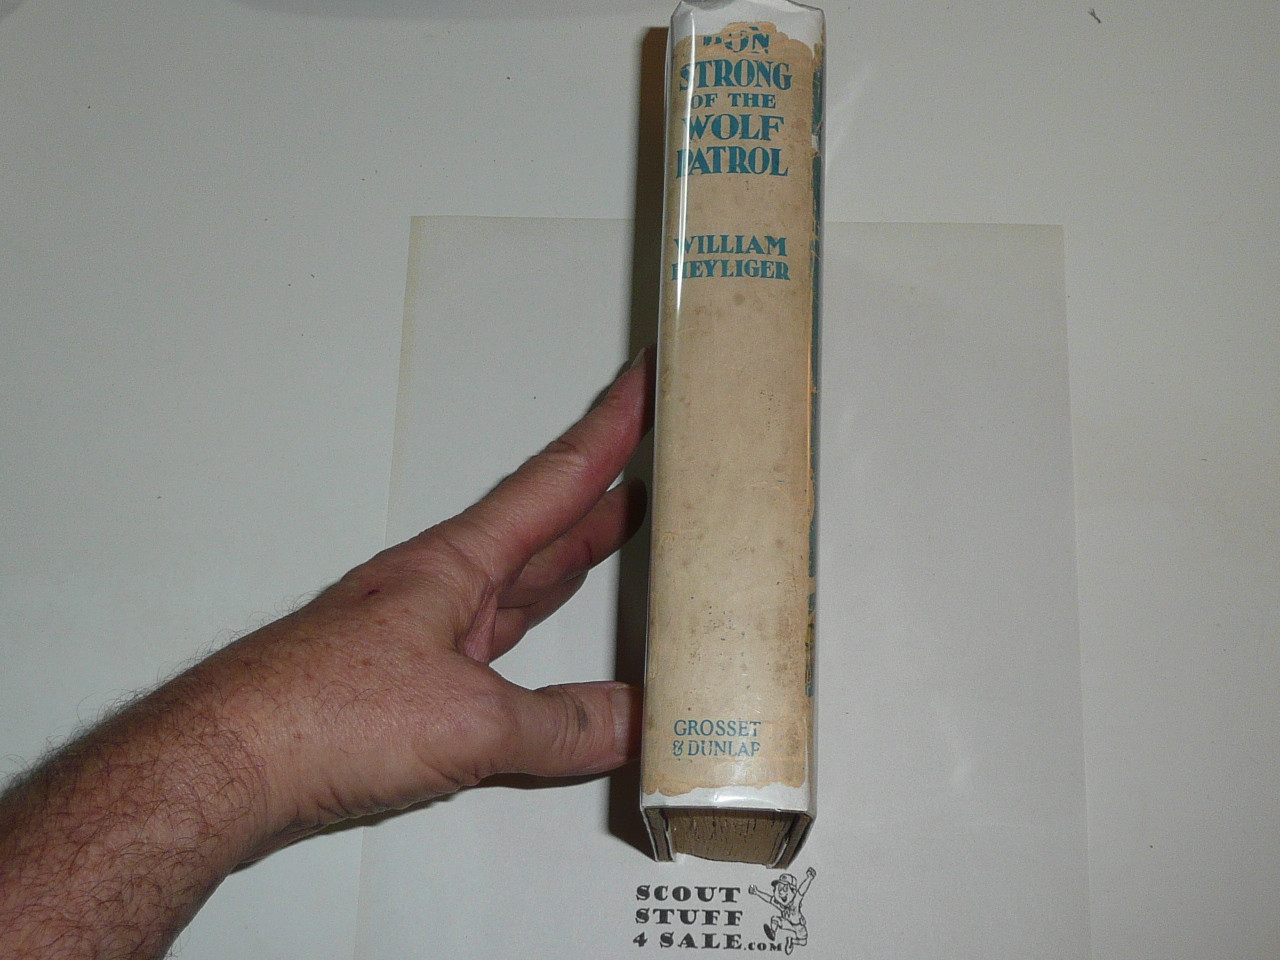 DON
STRONG
OF THE
WOLF
PATROL
WILLIAM
HEYLIGER
GROSSET
& DUNLAP
SCOUT
STUFF
4 SALE.COM